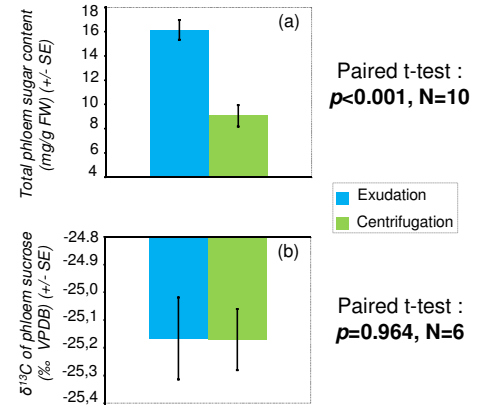 Total phloem sugar content
(mg/g FW) (+/- SE)
18
16
14
12
10
8
6
4
(a)
Paired t-test :
p<0.001, N=10
Exudation
Centrifugation
δ¹³C of phloem sucrose
(‰ VPDB) (+/- SE)
-24.8
-24.9
-25,0
-25,1
-25,2
-25,3
-25,4
(b)
Paired t-test :
p=0.964, N=6